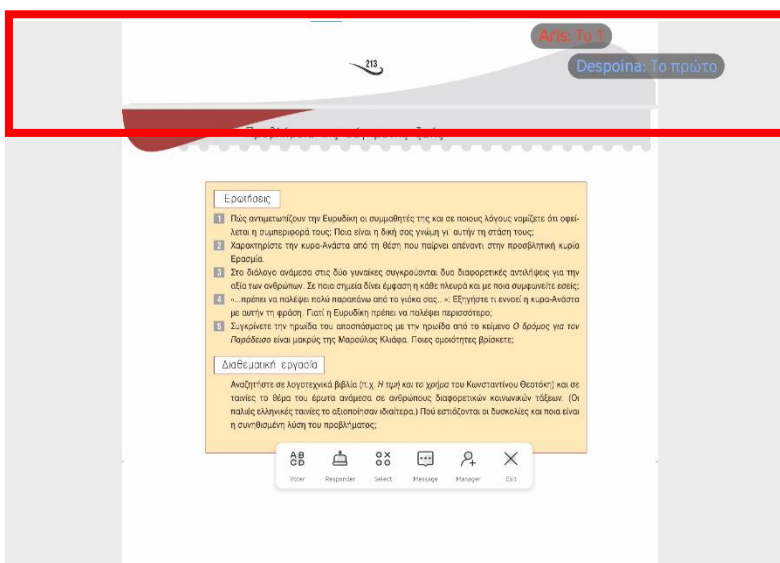 Aris: Το 1
213
Despoina: Το πρώτο
Ερωτήσεις
1 Πώς αντιμετωπίζουν την Ευρυδίκη οι συμμαθητές της και σε ποιους λόγους νομίζετε ότι οφεί-
λεται η συμπεριφορά τους; Ποια είναι η δική σας γνώμη γι' αυτήν τη στάση τους;
2 Χαρακτηρίστε την κυρα-Ανάστα από τη θέση που παίρνει απέναντι στην προσβλητική κυρία
Ερασμία.
3 Στο διάλογο ανάμεσα στις δύο γυναίκες συγκρούονται δυο διαφορετικές αντιλήψεις για την
αξία των ανθρώπων. Σε ποια σημεία δίνει έμφαση η κάθε πλευρά και με ποια συμφωνείτε εσείς;
4 «...πρέπει να παλέψει πολύ παραπάνω από το γιόκα σας...»: Εξηγήστε τι εννοεί η κυρα-Ανάστα
με αυτήν τη φράση. Γιατί η Ευρυδίκη πρέπει να παλέψει περισσότερο;
5 Συγκρίνετε την ηρωίδα του αποσπάσματος με την ηρωίδα από το κείμενο Ο δρόμος για τον
Παράδεισο είναι μακρύς της Μαρούλας Κλιάφα. Ποιες ομοιότητες βρίσκετε;
Διαθεματική εργασία
Αναζητήστε σε λογοτεχνικά βιβλία (π.χ. Η τιμή και το χρήμα του Κωνσταντίνου Θεοτόκη) και σε
ταινίες το θέμα του έρωτα ανάμεσα σε ανθρώπους διαφορετικών κοινωνικών τάξεων. (Οι
παλιές ελληνικές ταινίες το αξιοποίησαν ιδιαίτερα.) Πού εστιάζονται οι δυσκολίες και ποια είναι
η συνηθισμένη λύση του προβλήματος;
Voter Responder Select Message Manager Exit